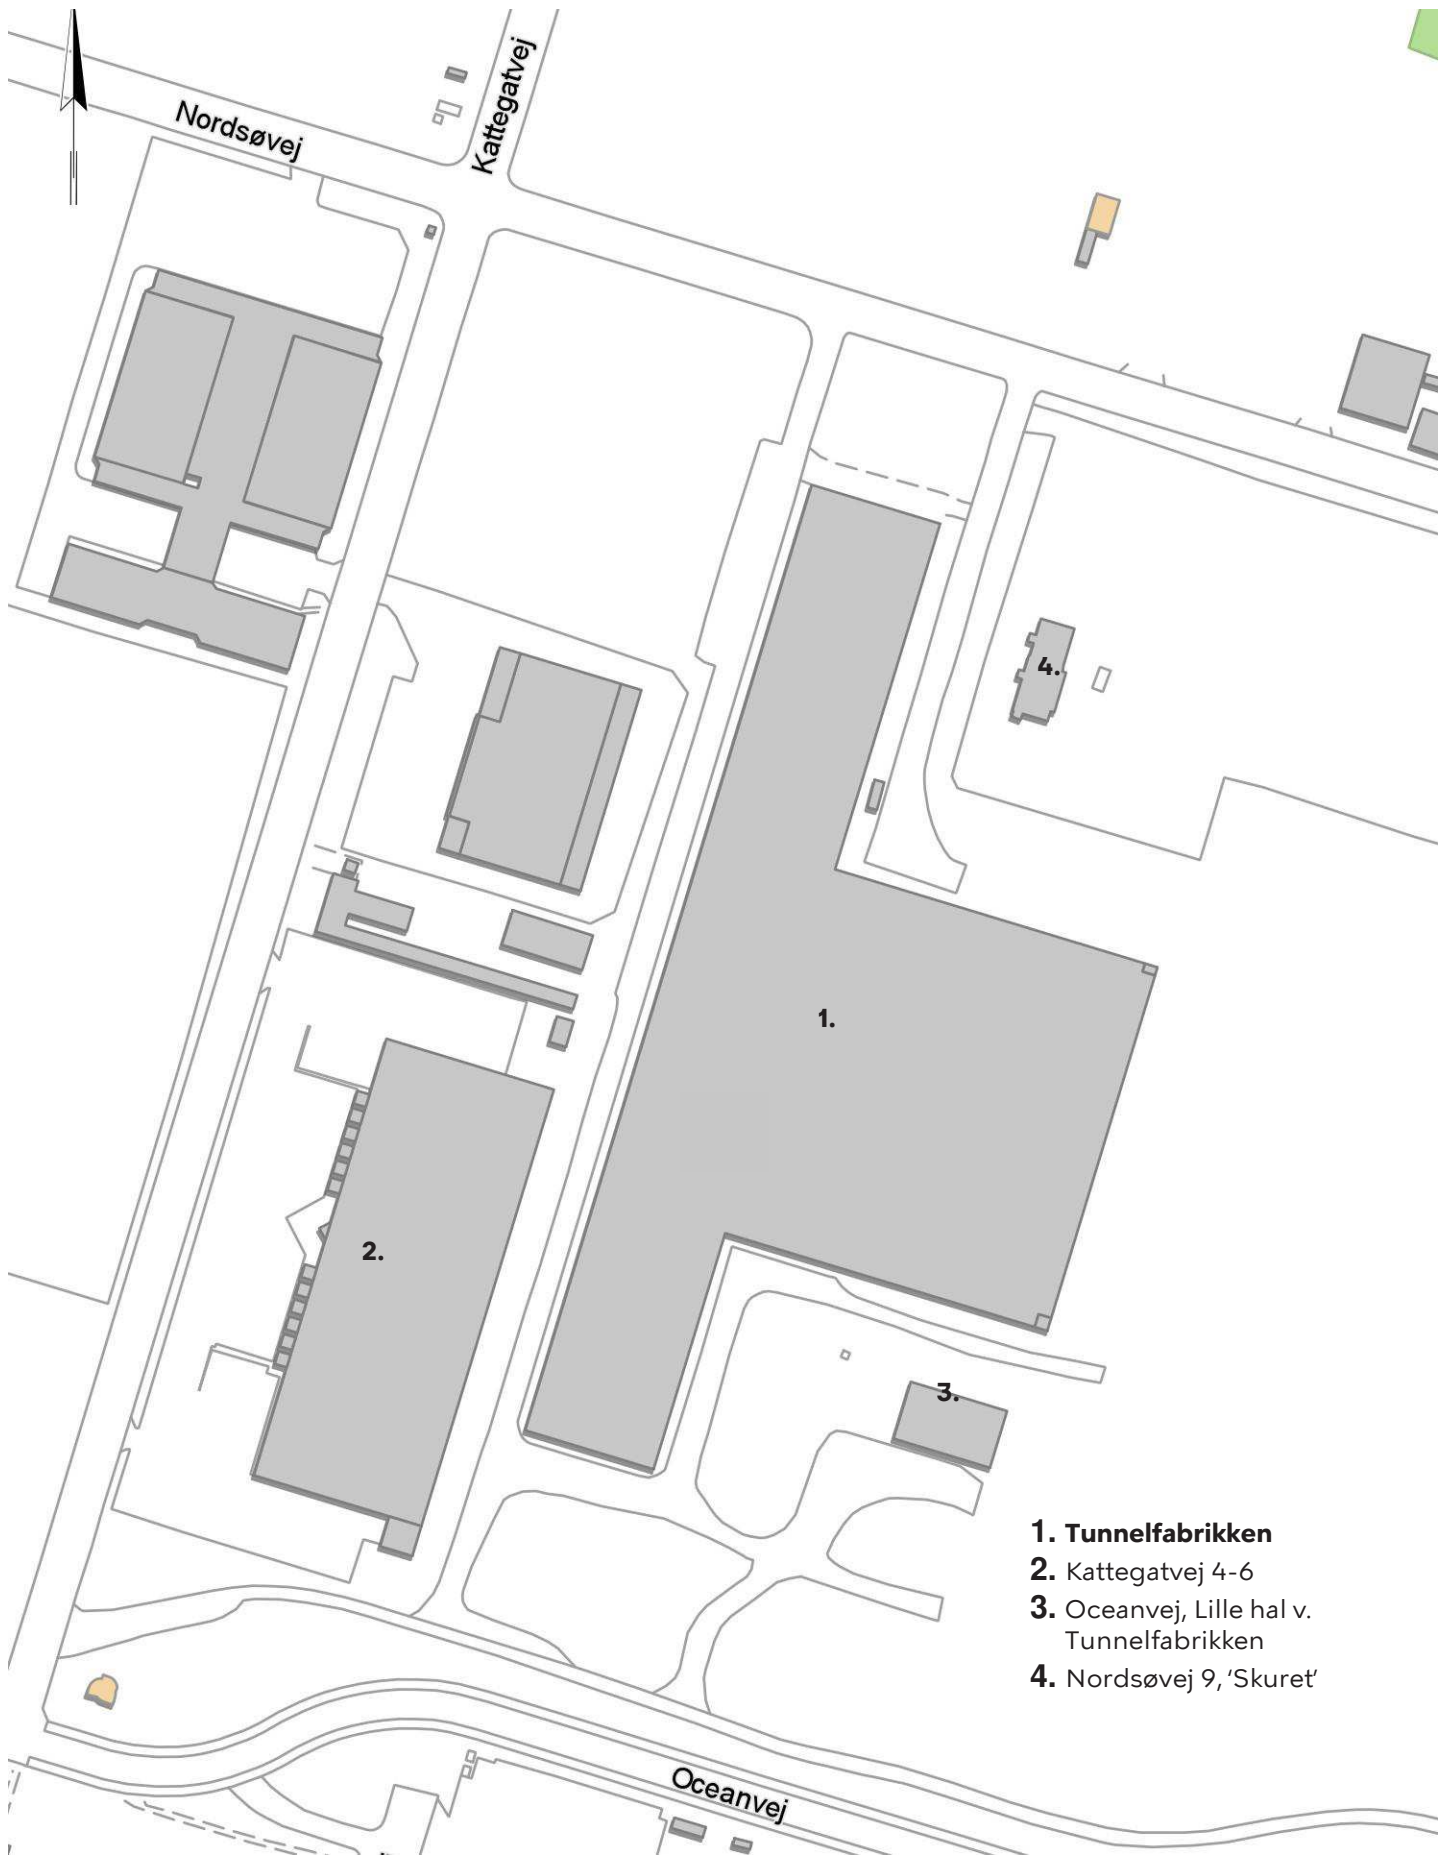 Kattegatvej
Nordsøvej
4.
1.
2.
3.
1. Tunnelfabrikken
2. Kattegatvej 4-6
3. Oceanvej, Lille hal v.
Tunnelfabrikken
4. Nordsøvej 9, ‘Skuret’
Oceanvej